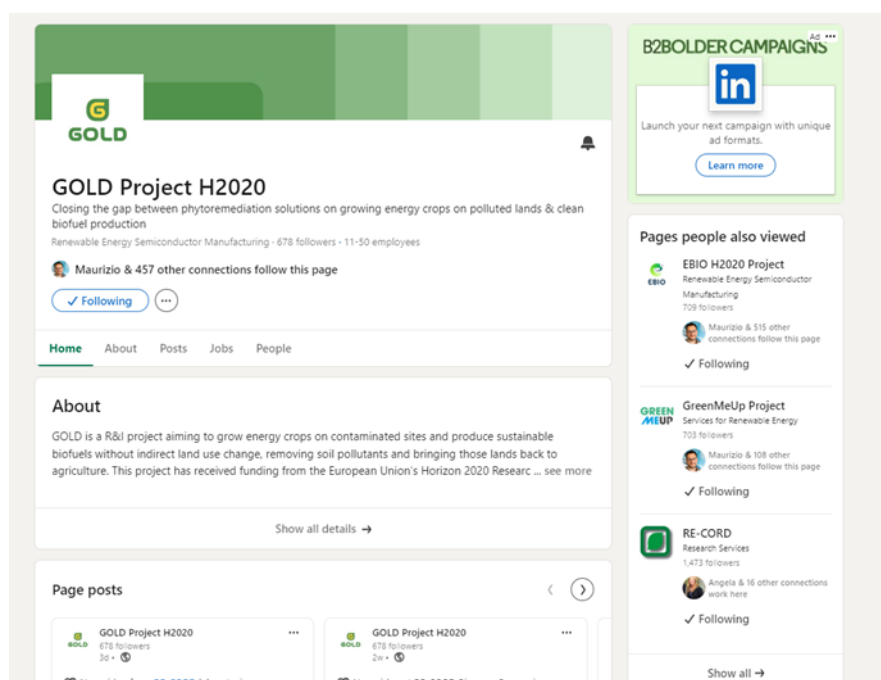 GOLD
GOLD Project H2020
Closing the gap between phytoremediation solutions on growing energy crops on polluted lands & clean
biofuel production
Renewable Energy Semiconductor Manufacturing · 678 followers · 11-50 employees
Maurizio & 457 other connections follow this page
Following
Home About Posts Jobs People
About
GOLD is a R&I project aiming to grow energy crops on contaminated sites and produce sustainable
biofuels without indirect land use change, removing soil pollutants and bringing those lands back to
agriculture. This project has received funding from the European Union's Horizon 2020 Researc ... see more
Show all details →
Page posts
GOLD
GOLD Project H2020
678 followers
3d •
GOLD
GOLD Project H2020
678 followers
2w •
Ad
B2BOLDER CAMPAIGNS
in
Launch your next campaign with unique
ad formats.
Learn more
Pages people also viewed
EBIO
EBIO H2020 Project
Renewable Energy Semiconductor
Manufacturing
709 followers
Maurizio & 515 other
connections follow this page
Following
GREEN
MEUP
GreenMeUp Project
Services for Renewable Energy
703 followers
Maurizio & 108 other
connections follow this page
Following
RE-CORD
Research Services
1,473 followers
Angela & 16 other connections
work here
Following
Show all →